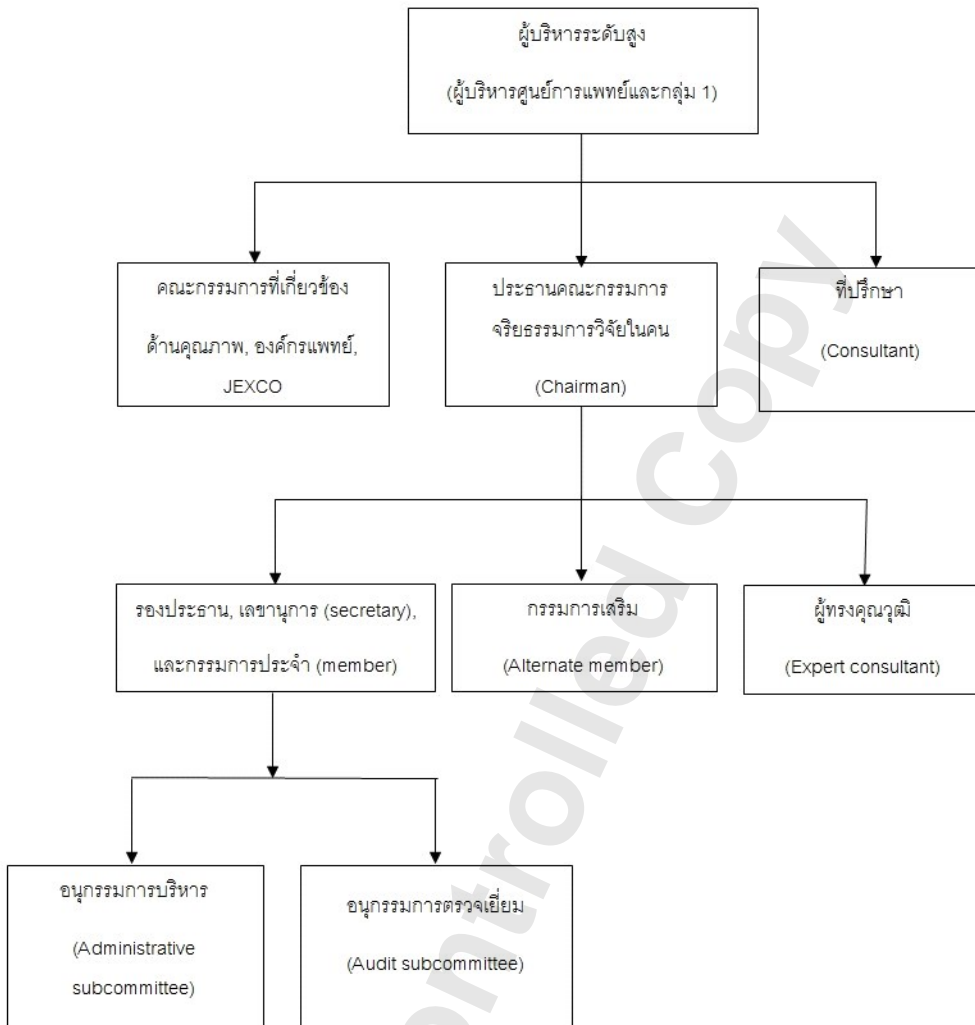 ผู้บริหารระดับสูง
(ผู้บริหารศูนย์การแพทย์และกลุ่ม 1)
คณะกรรมการที่เกี่ยวข้อง
ด้านคุณภาพ, องค์กรแพทย์,
JEXCO
ประธานคณะกรรมการ
จริยธรรมการวิจัยในคน
(Chairman)
ที่ปรึกษา
(Consultant)
รองประธาน, เลขานุการ (secretary),
และกรรมการประจำ (member)
กรรมการเสริม
(Alternate member)
ผู้ทรงคุณวุฒิ
(Expert consultant)
อนุกรรมการบริหาร
(Administrative
subcommittee)
อนุกรรมการตรวจเยี่ยม
(Audit subcommittee)
ontrolled Copy